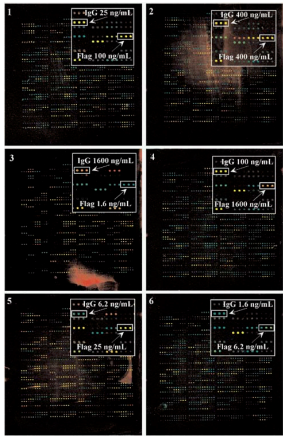 1
IgG 25 ng/mL
Flag 100 ng/mL
2
IgG 400 ng/mL
Flag 400 ng/mL
3
IgG 1600 ng/mL
Flag 1.6 ng/mL
4
IgG 100 ng/mL
Flag 1600 ng/mL
5
IgG 6.2 ng/mL
Flag 25 ng/mL
6
IgG 1.6 ng/mL
Flag 6.2 ng/mL